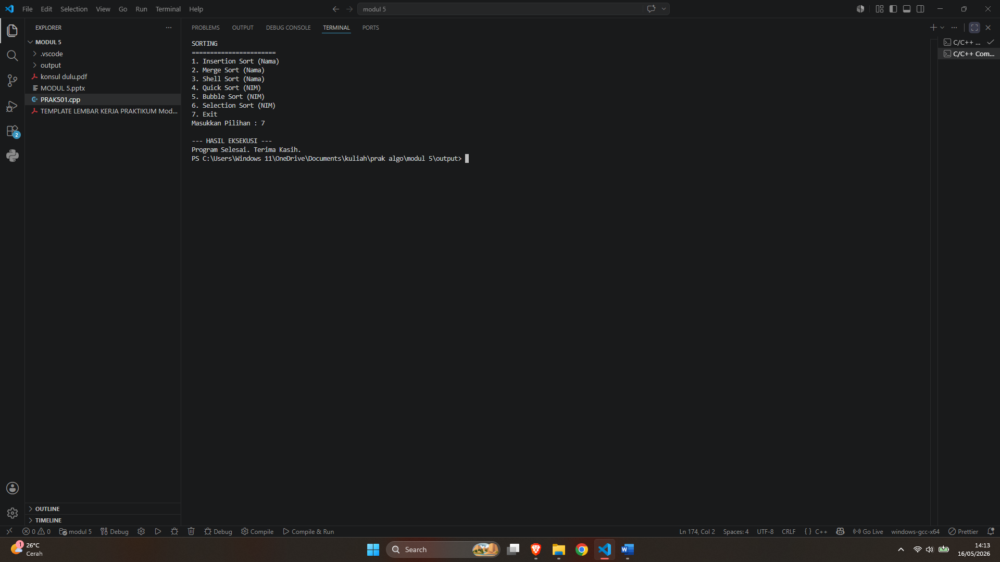 File Edit Selection View Go Run Terminal Help
modul 5
EXPLORER
MODUL 5
.vscode
output
konsul dulu.pdf
MODUL 5.pptx
PRAK501.cpp
TEMPLATE LEMBAR KERJA PRAKTIKUM Mod...
OUTLINE
TIMELINE
PROBLEMS OUTPUT DEBUG CONSOLE TERMINAL PORTS
SORTING
=======================
1. Insertion Sort (Nama)
2. Merge Sort (Nama)
3. Shell Sort (Nama)
4. Quick Sort (NIM)
5. Bubble Sort (NIM)
6. Selection Sort (NIM)
7. Exit
Masukkan Pilihan : 7
--- HASIL EKSEKUSI ---
Program Selesai. Terima Kasih.
PS C:\Users\Windows 11\OneDrive\Documents\kuliah\prak algo\modul 5\output>
C/C++ ...
C/C++ Com...
2
0 0 modul 5 Debug Debug Compile Compile & Run Ln 174, Col 2 Spaces: 4 UTF-8 CRLF { } C++ Go Live windows-gcc-x64 Prettier
1
26°C
Cerah
Search
14:13
16/05/2026